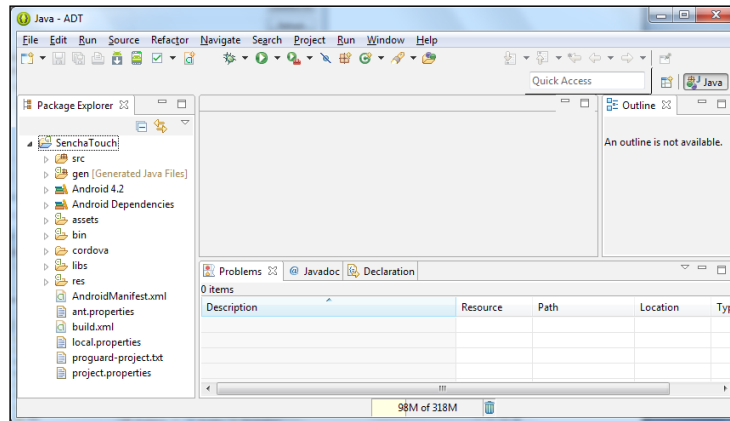 Java - ADT
File Edit Run Source Refactor Navigate Search Project Run Window Help
Quick Access
Java
Package Explorer
Outline
An outline is not available.
SenchaTouch
src
gen [Generated Java Files]
Android 4.2
Android Dependencies
assets
bin
cordova
libs
res
AndroidManifest.xml
ant.properties
build.xml
local.properties
proguard-project.txt
project.properties
Problems @ Javadoc Declaration
0 items
Description Resource Path Location Typ
98M of 318M